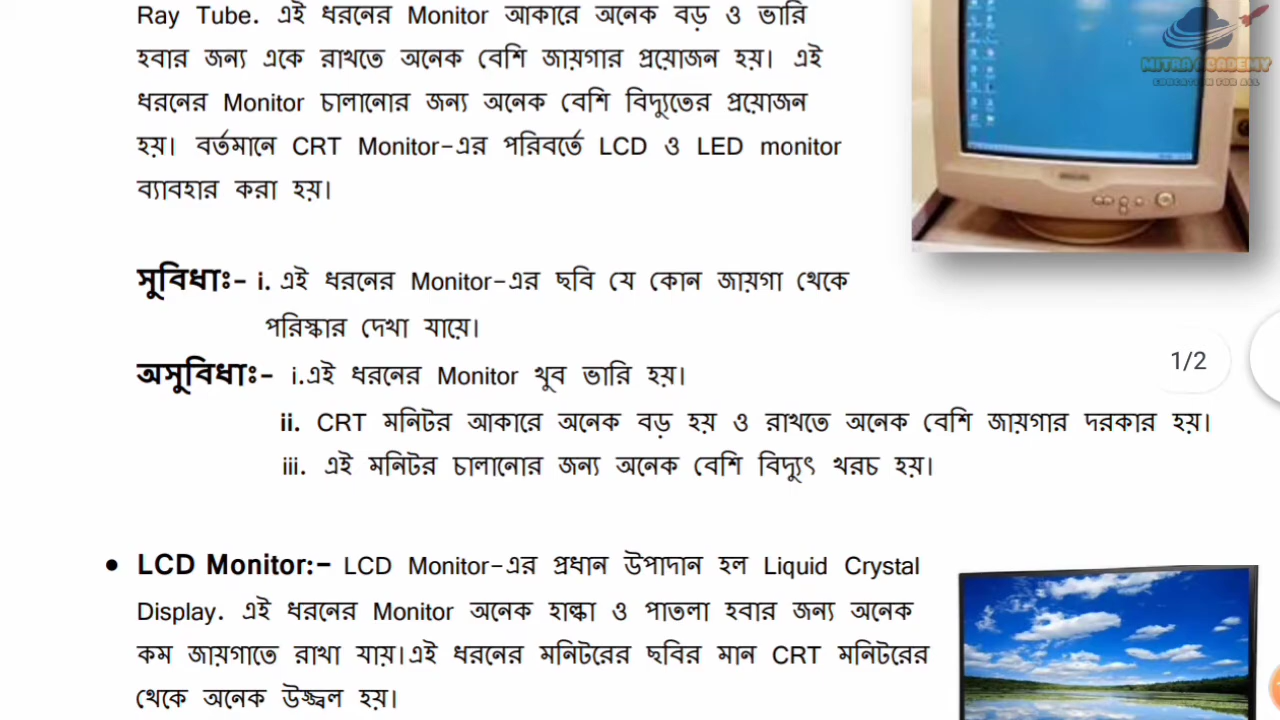 Ray Tube. এই ধরনের Monitor আকারে অনেক বড় ও ভারি
হবার জন্য একে রাখতে অনেক বেশি জায়গার প্রয়োজন হয়। এই
ধরনের Monitor চালানোর জন্য অনেক বেশি বিদ্যুতের প্রয়োজন
হয়। বর্তমানে CRT Monitor-এর পরিবর্তে LCD ও LED monitor
ব্যাবহার করা হয়।
MITRA ACADEMY
EDUCATION FOR ALL
সুবিধাঃ- i. এই ধরনের Monitor-এর ছবি যে কোন জায়গা থেকে
পরিস্কার দেখা যায়ে।
অসুবিধাঃ- i.এই ধরনের Monitor খুব ভারি হয়।
1/2
ii. CRT মনিটর আকারে অনেক বড় হয় ও রাখতে অনেক বেশি জায়গার দরকার হয়।
iii. এই মনিটর চালানোর জন্য অনেক বেশি বিদ্যুৎ খরচ হয়।
• LCD Monitor:- LCD Monitor-এর প্রধান উপাদান হল Liquid Crystal
Display. এই ধরনের Monitor অনেক হাল্কা ও পাতলা হবার জন্য অনেক
কম জায়গাতে রাখা যায়।এই ধরনের মনিটরের ছবির মান CRT মনিটরের
থেকে অনেক উজ্জ্বল হয়।